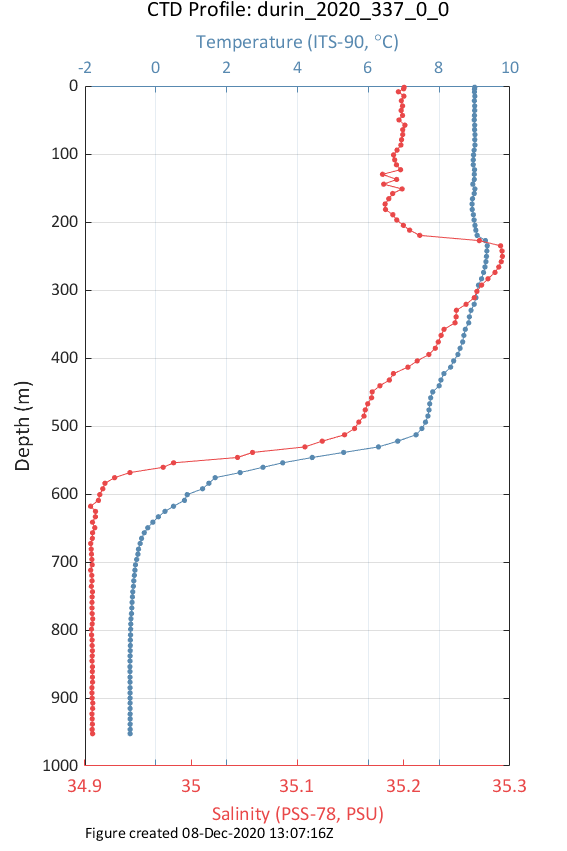 CTD Profile: durin_2020_337_0_0
Temperature (ITS-90, °C)
-2 0 2 4 6 8 10
0
100
200
300
400
500
600
700
800
900
1000
Depth (m)
34.9 35 35.1 35.2 35.3
Salinity (PSS-78, PSU)
Figure created 08-Dec-2020 13:07:16Z